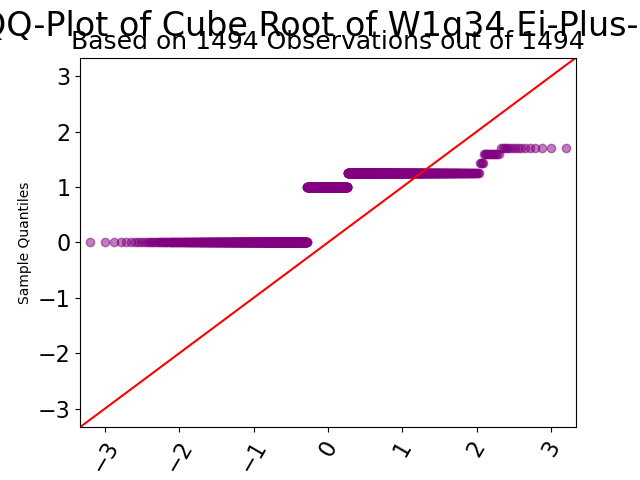 QQ-Plot of Cube Root of W1q34 Ei-Plus-
Based on 1494 Observations out of 1494
3
2
1
0
−1
−2
−3
Sample Quantiles
−3 −2 −1 0 1 2 3